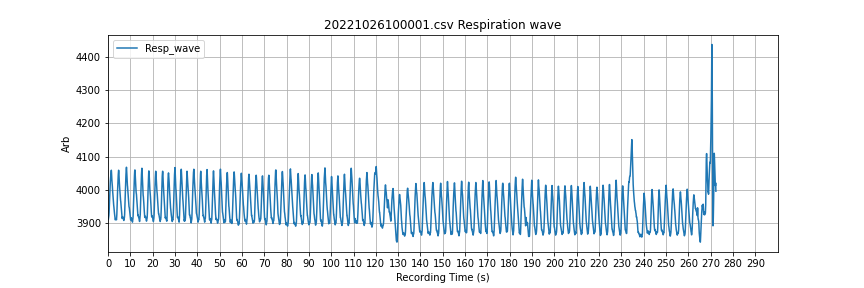 20221026100001.csv Respiration wave
Resp_wave
4400
4300
4200
4100
4000
3900
Arb
0 10 20 30 40 50 60 70 80 90 100 110 120 130 140 150 160 170 180 190 200 210 220 230 240 250 260 270 280 290
Recording Time (s)